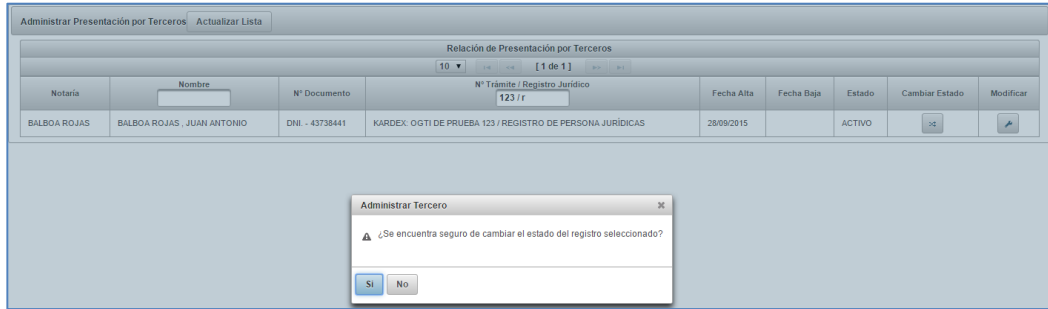 Administrar Presentación por Terceros Actualizar Lista
Relación de Presentación por Terceros
10 [1 de 1]
Notaría Nombre Nº Documento Nº Trámite / Registro Jurídico Fecha Alta Fecha Baja Estado Cambiar Estado Modificar
123 / r
BALBOA ROJAS BALBOA ROJAS , JUAN ANTONIO DNI. - 43738441 KARDEX: OGTI DE PRUEBA 123 / REGISTRO DE PERSONA JURÍDICAS 28/09/2015 ACTIVO
Administrar Tercero
¿Se encuentra seguro de cambiar el estado del registro seleccionado?
Si No